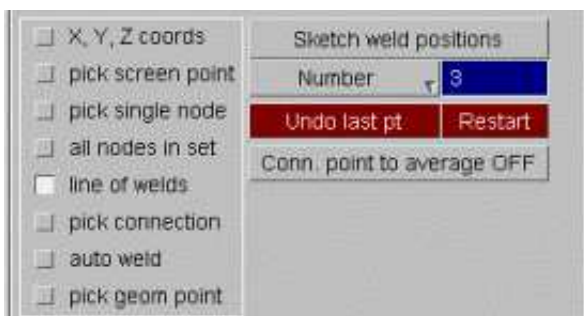 X, Y, Z coords
pick screen point
pick single node
all nodes in set
line of welds
pick connection
auto weld
pick geom point
Sketch weld positions
Number 3
Undo last pt Restart
Conn. point to average OFF